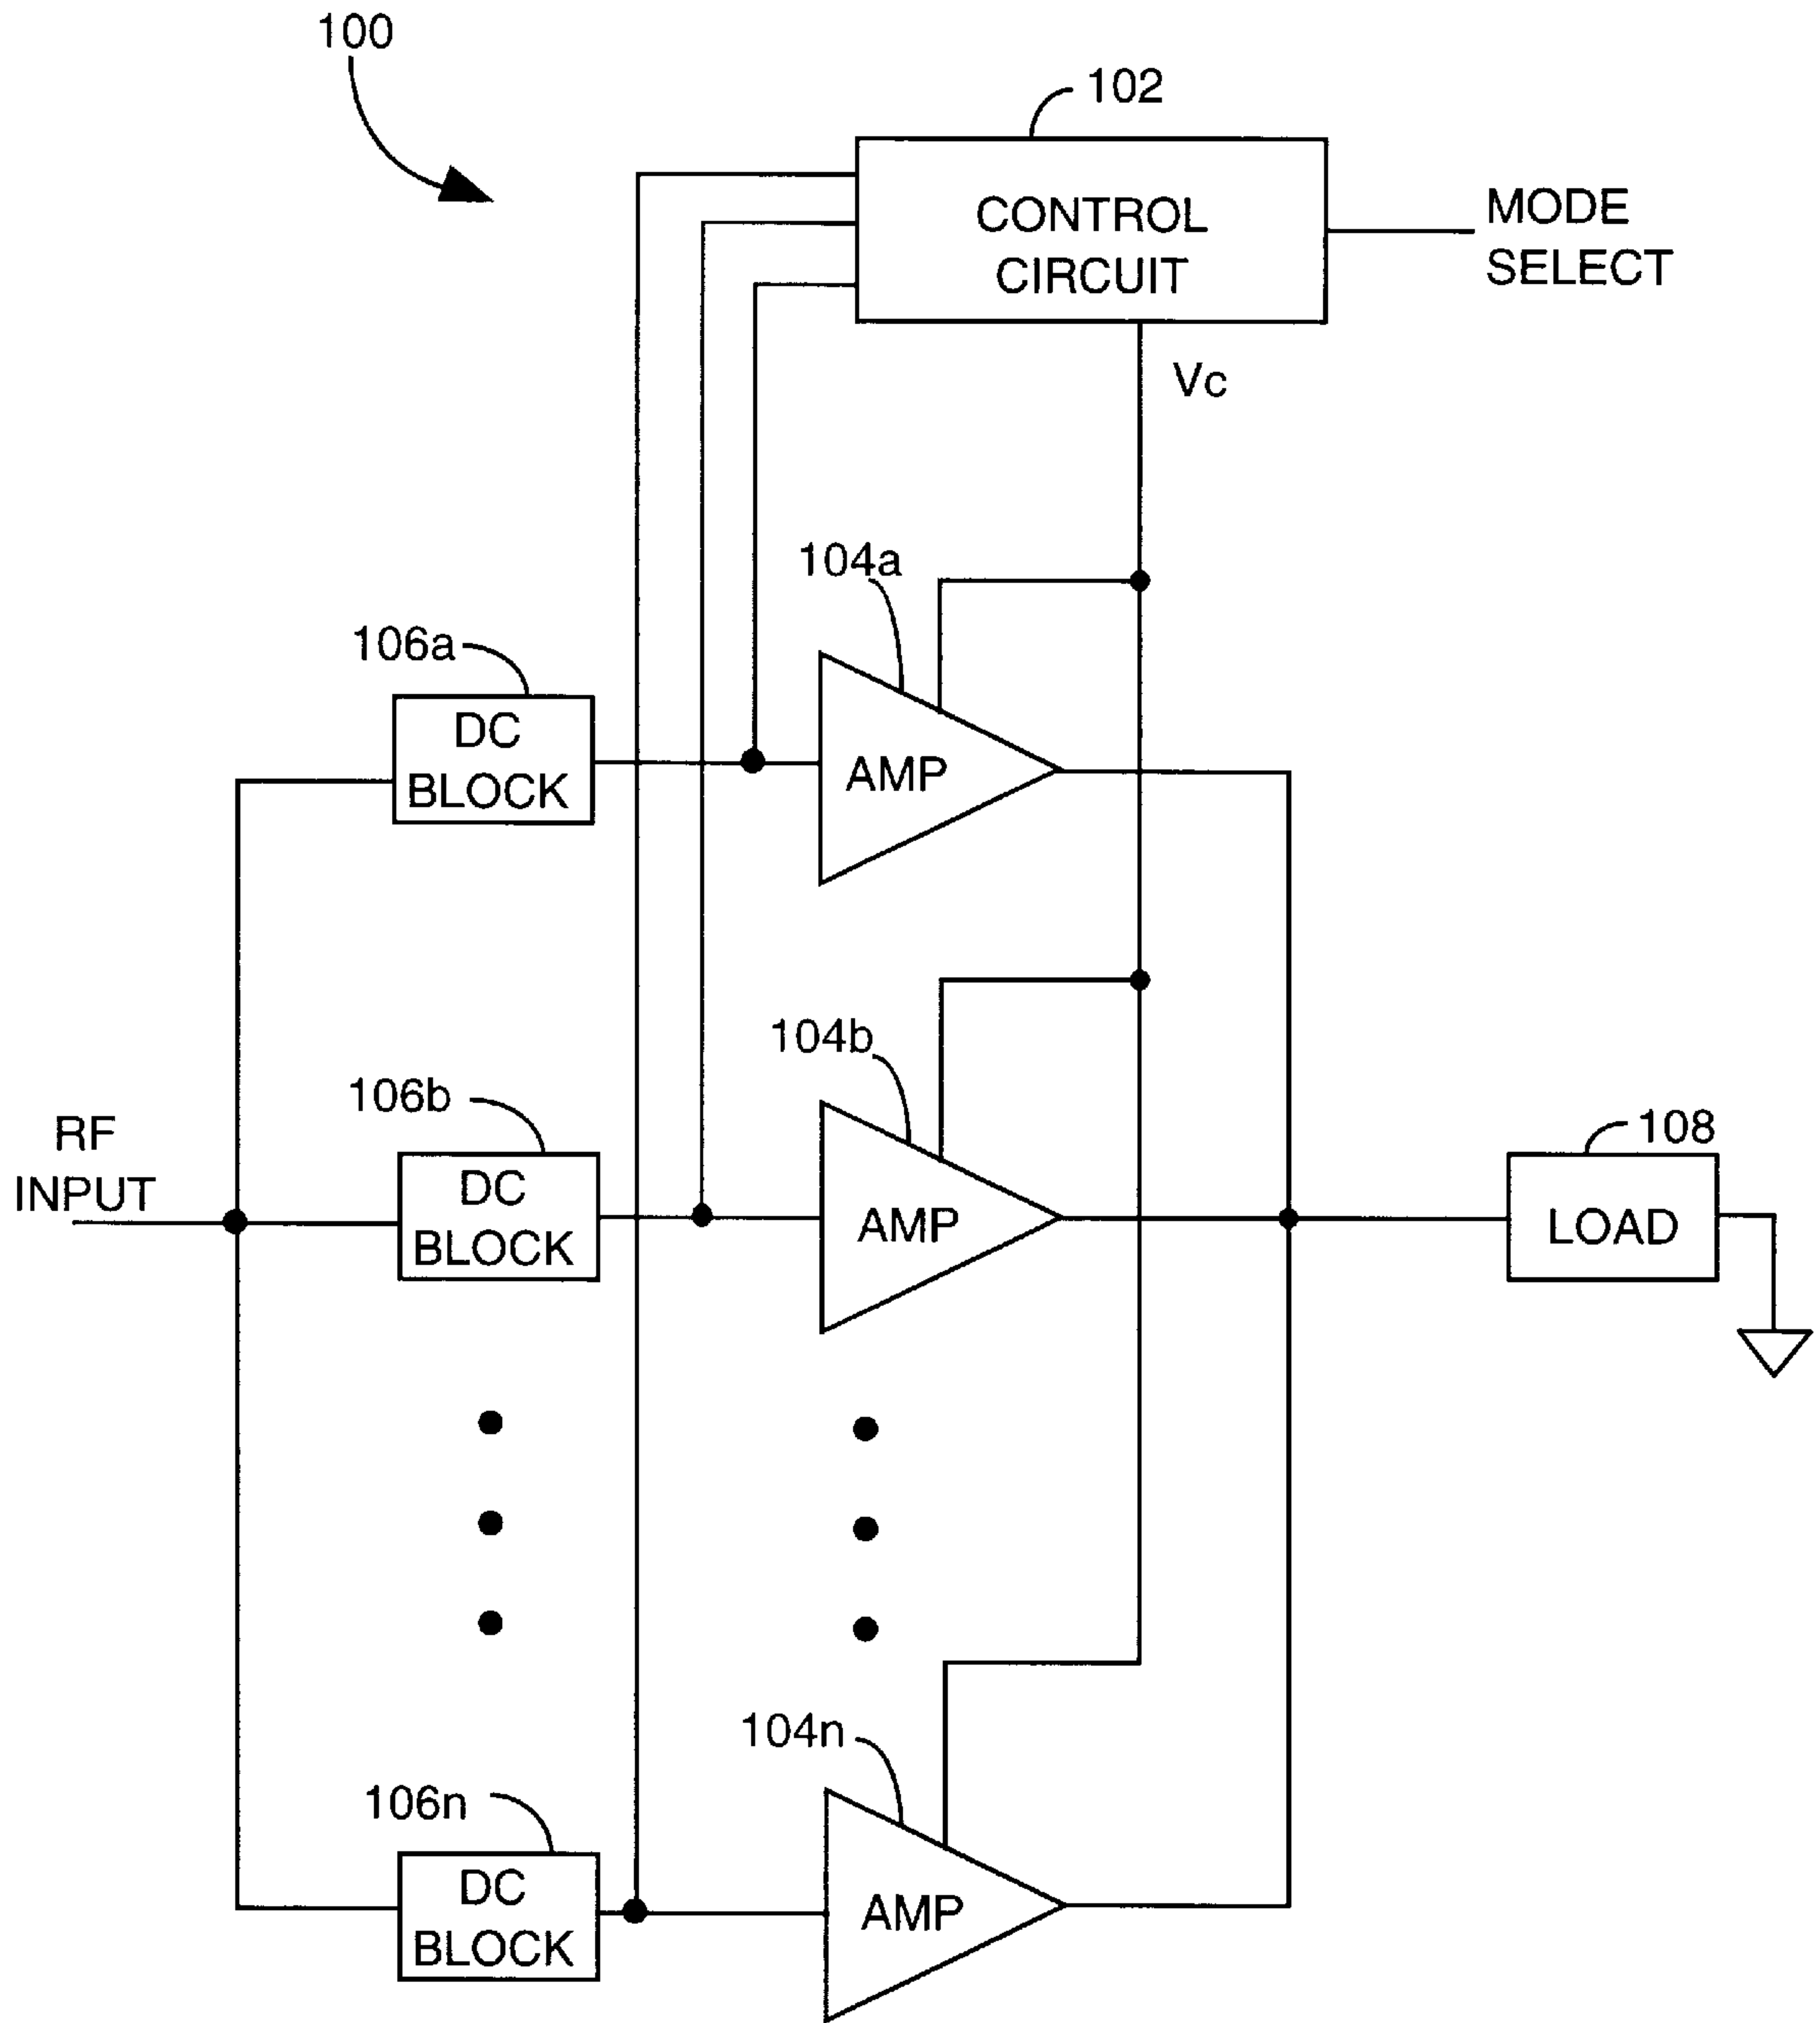 100
102
CONTROL
CIRCUIT
MODE
SELECT
Vc
104a
106a
DC
BLOCK
AMP
104b
106b
RF
INPUT
DC
BLOCK
AMP
108
LOAD
104n
106n
DC
BLOCK
AMP